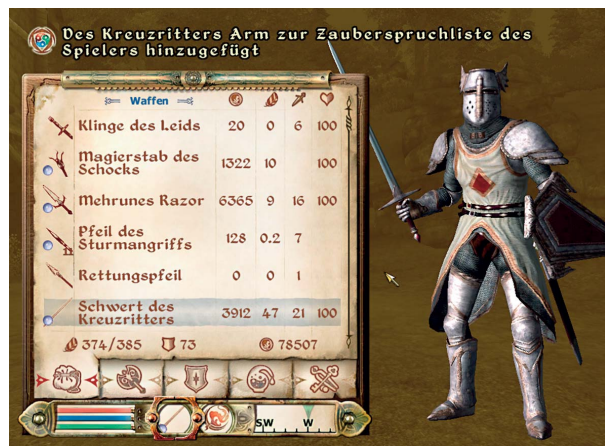 Des Kreuzritters Arm zur Zauberspruchliste des
Spielers hinzugefügt
Waffen
Klinge des Leids 20 0 6 100
Magierstab des
Schocks 1322 10 100
Mehrunes Razor 6365 9 16 100
Pfeil des
Sturmangriffs 128 0.2 7
12
Rettungspfeil 0 0 1
Schwert des
Kreuzritters 3912 47 21 100
374/385 73 78507
SW W